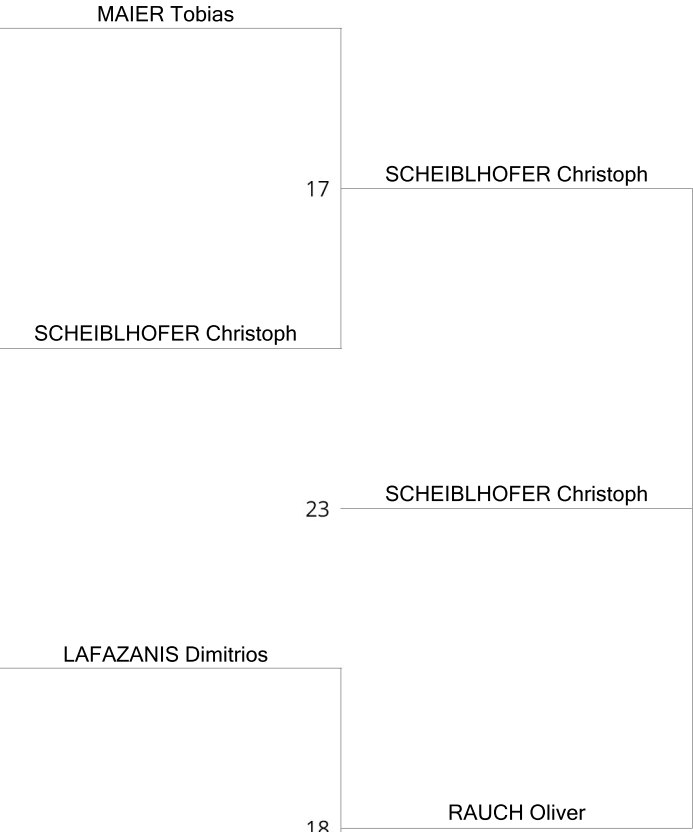 MAIER Tobias
SCHEIBLHOFER Christoph
17
SCHEIBLHOFER Christoph
SCHEIBLHOFER Christoph
23
LAFAZANIS Dimitrios
RAUCH Oliver
18